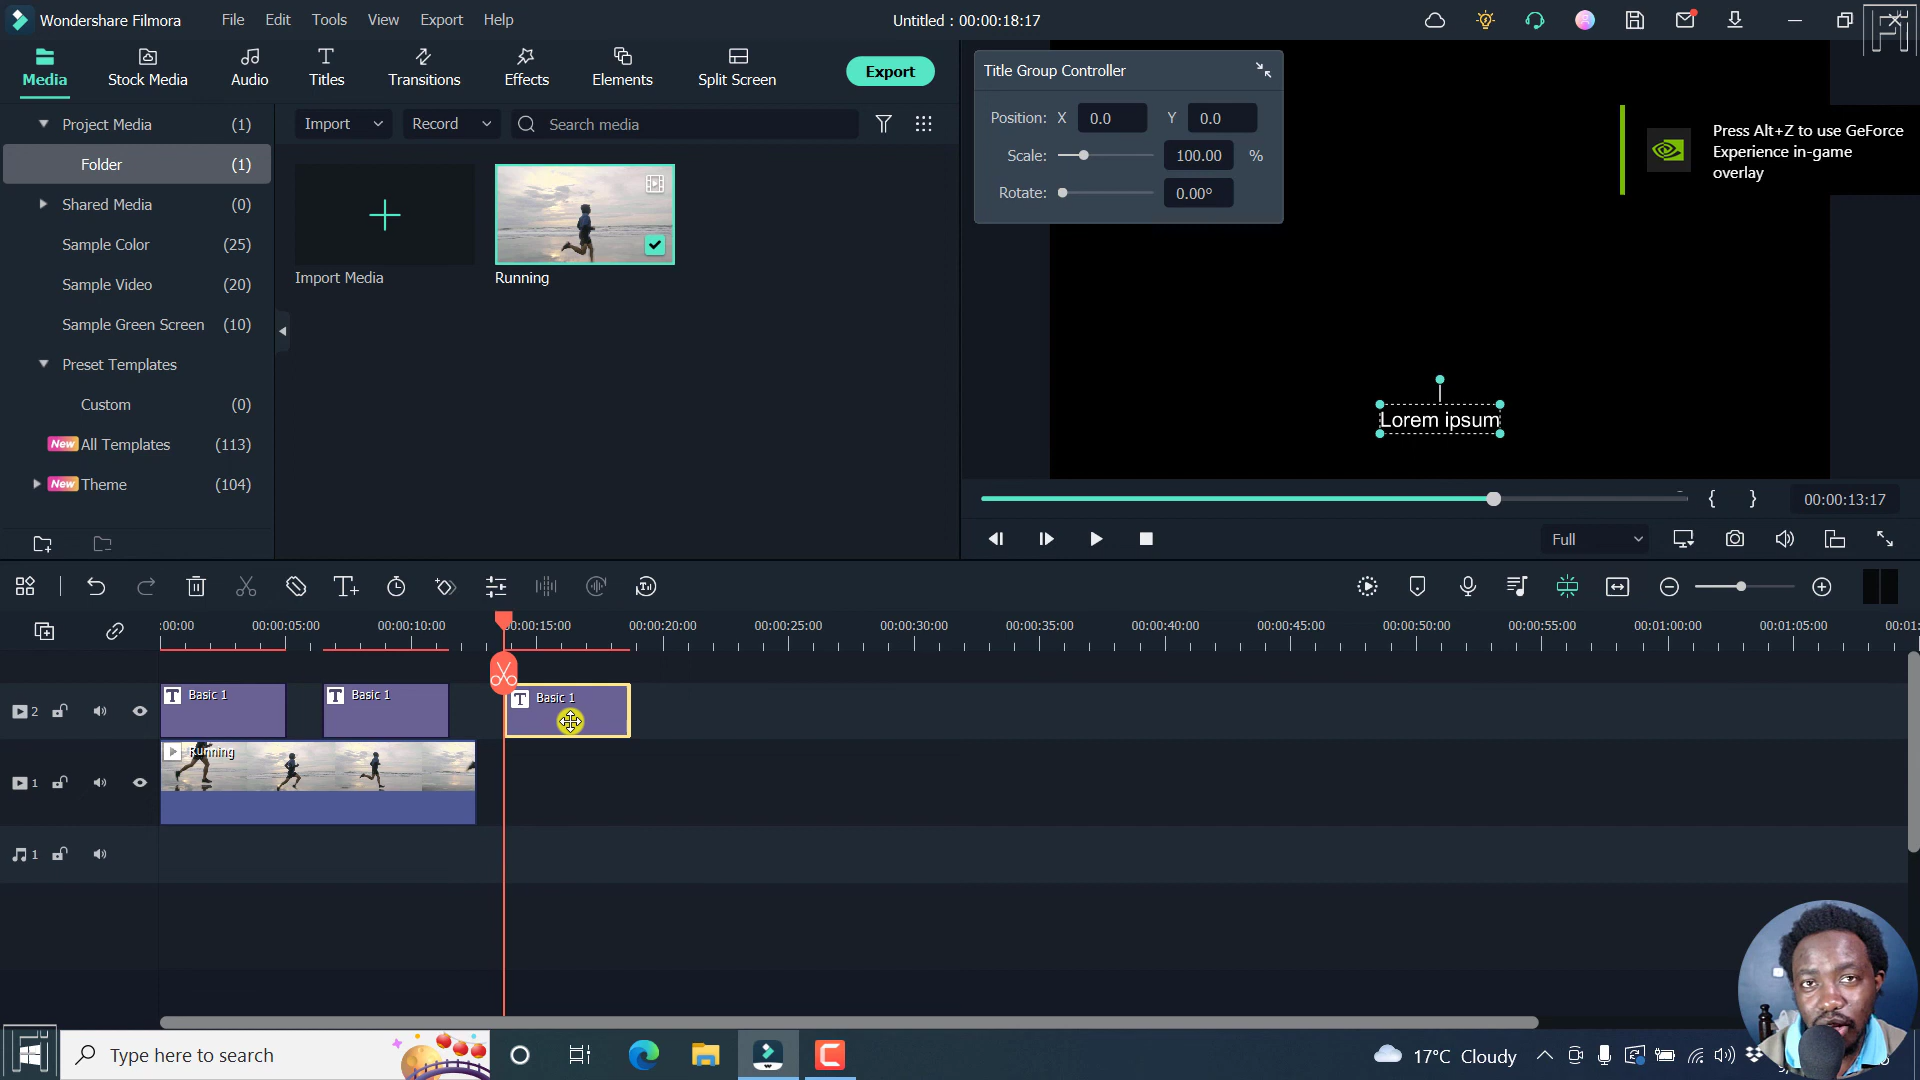 Wondershare Filmora
File Edit Tools View Export Help
Untitled : 00:00:18:17
Media
Stock Media
Audio
Titles
Transitions
Effects
Elements
Split Screen
Export
Project Media (1)
Folder (1)
Shared Media (0)
Sample Color (25)
Sample Video (20)
Sample Green Screen (10)
Preset Templates
Custom (0)
New All Templates (113)
New Theme (104)
Import
Record
Search media
Import Media
Running
Title Group Controller
Position: X 0.0 Y 0.0
Scale: 100.00 %
Rotate: 0.00º
Press Alt+Z to use GeForce
Experience in-game
overlay
Lorem ipsum
{ } 00:00:13:17
Full
:00:00 00:00:05:00 00:00:10:00 00:00:15:00 00:00:20:00 00:00:25:00 00:00:30:00 00:00:35:00 00:00:40:00 00:00:45:00 00:00:50:00 00:00:55:00 00:01:00:00 00:01:05:00 00:01:
2
Basic 1
Basic 1
Basic 1
1
Running
1
Type here to search
17°C Cloudy